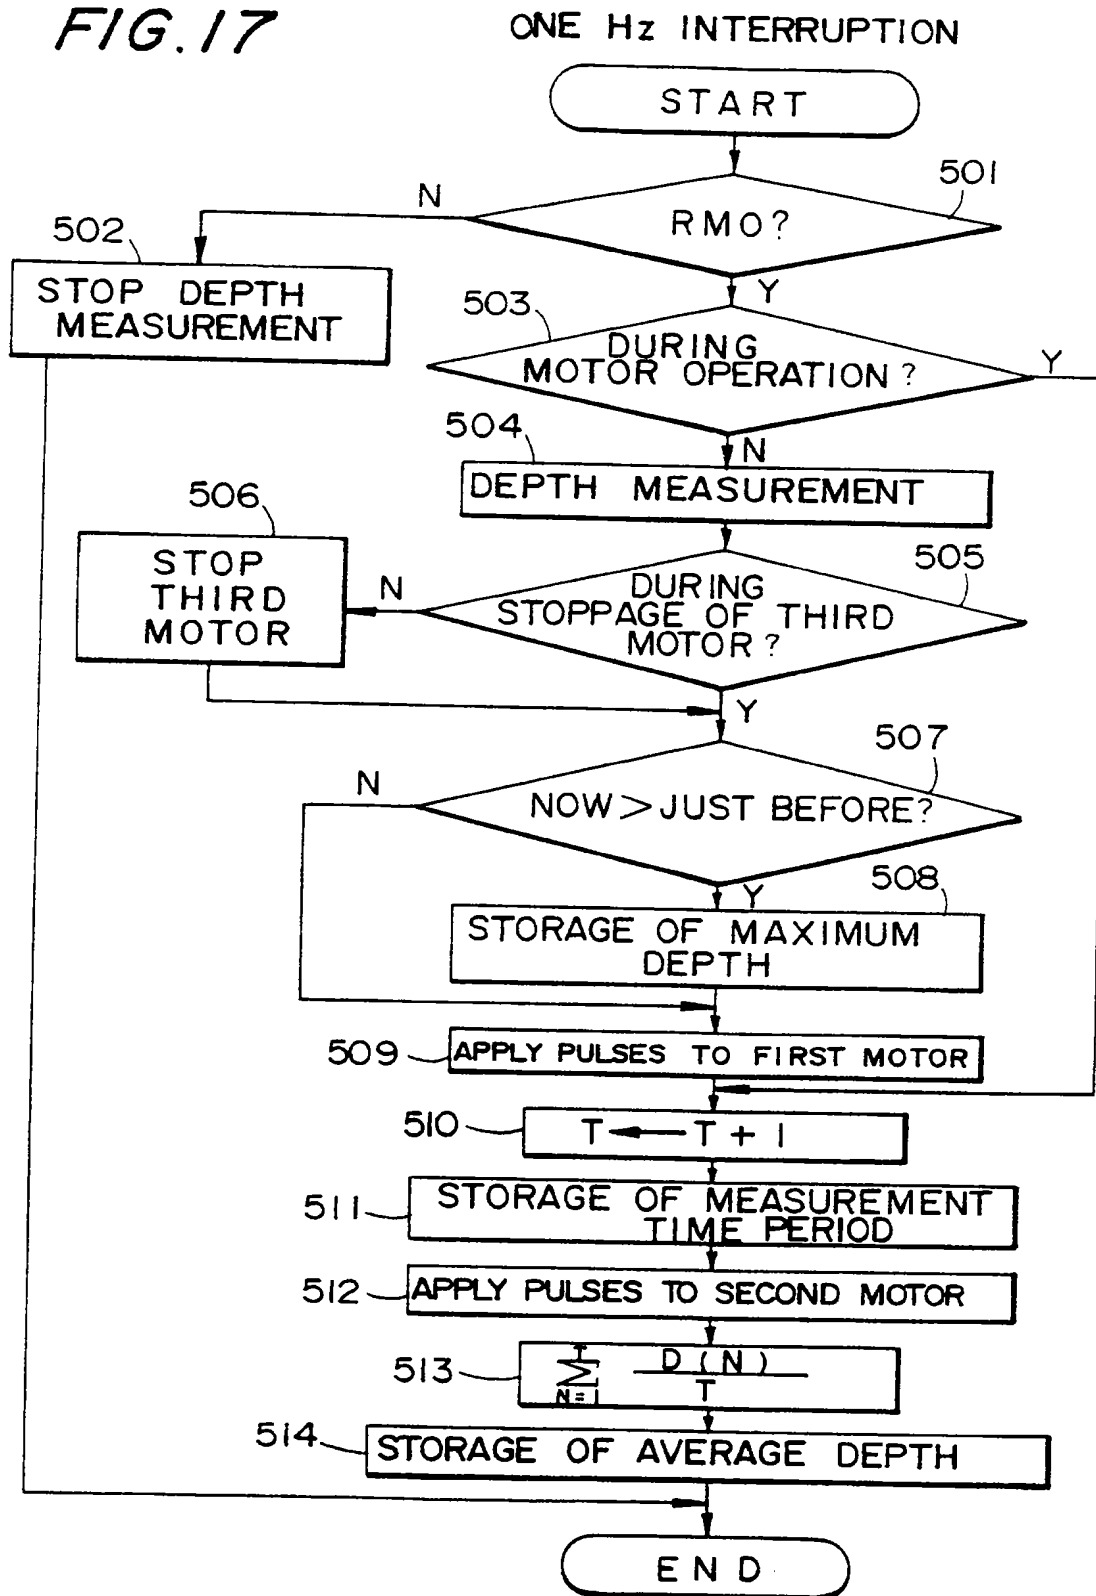 FIG. 17
ONE Hz INTERRUPTION
START
501
N
RMO?
502
Y
STOP DEPTH
MEASUREMENT
503
DURING
MOTOR OPERATION?
Y
504
N
DEPTH MEASUREMENT
506
505
STOP
THIRD
MOTOR
N
DURING
STOPPAGE OF THIRD
MOTOR?
Y
507
N
NOW > JUST BEFORE?
508
Y
STORAGE OF MAXIMUM
DEPTH
509
APPLY PULSES TO FIRST MOTOR
510
T ← T + 1
511
STORAGE OF MEASUREMENT
TIME PERIOD
512
APPLY PULSES TO SECOND MOTOR
513
T
Σ D(N)
N=1 T
514
STORAGE OF AVERAGE DEPTH
END